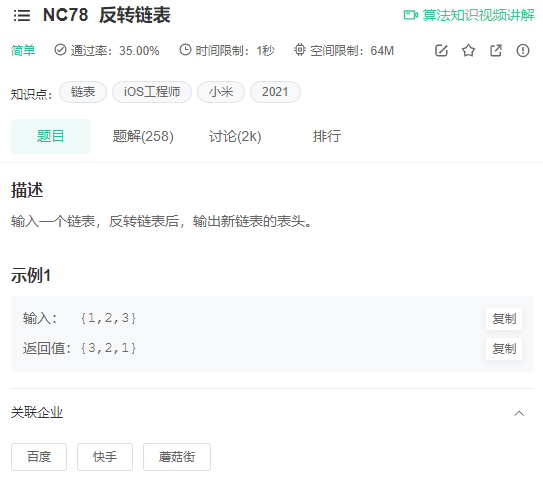 NC78 反转链表 算法知识视频讲解
简单 通过率：35.00% 时间限制：1秒 空间限制：64M
知识点： 链表 iOS工程师 小米 2021
题目 题解(258) 讨论(2k) 排行
描述
输入一个链表，反转链表后，输出新链表的表头。
示例1
输入： {1,2,3} 复制
返回值：{3,2,1} 复制
关联企业
百度 快手 蘑菇街